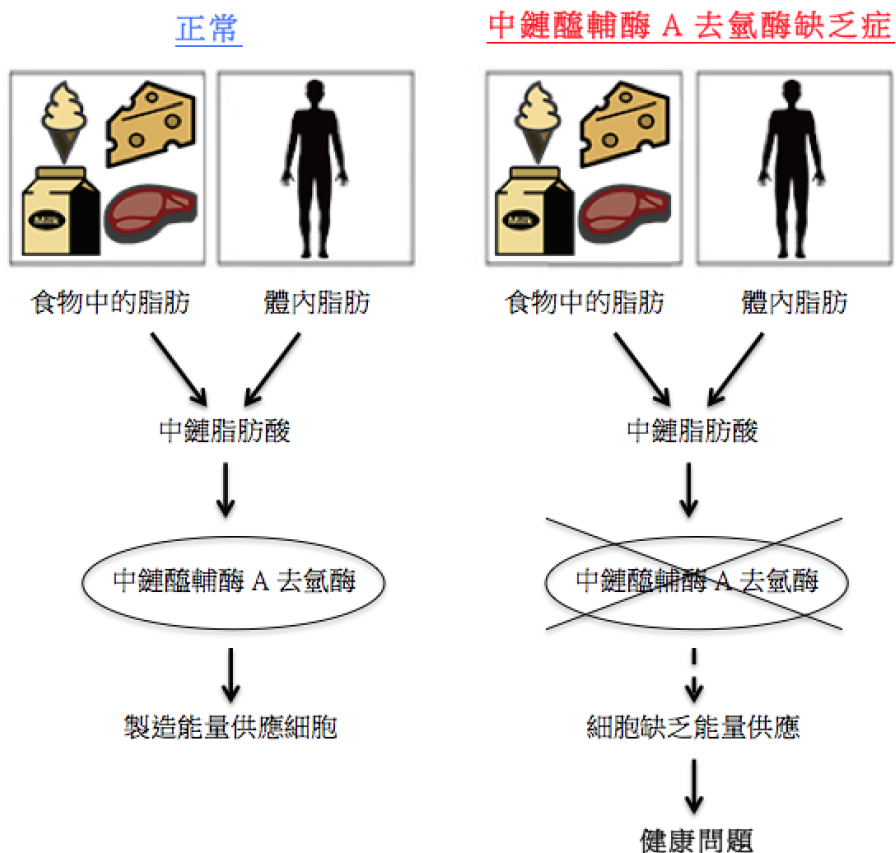 正常
Milk
食物中的脂肪
體內脂肪
中鏈脂肪酸
中鏈醯輔酶 A 去氫酶
製造能量供應細胞
中鏈醯輔酶 A 去氫酶缺乏症
Milk
食物中的脂肪
體內脂肪
中鏈脂肪酸
中鏈醯輔酶 A 去氫酶
細胞缺乏能量供應
健康問題